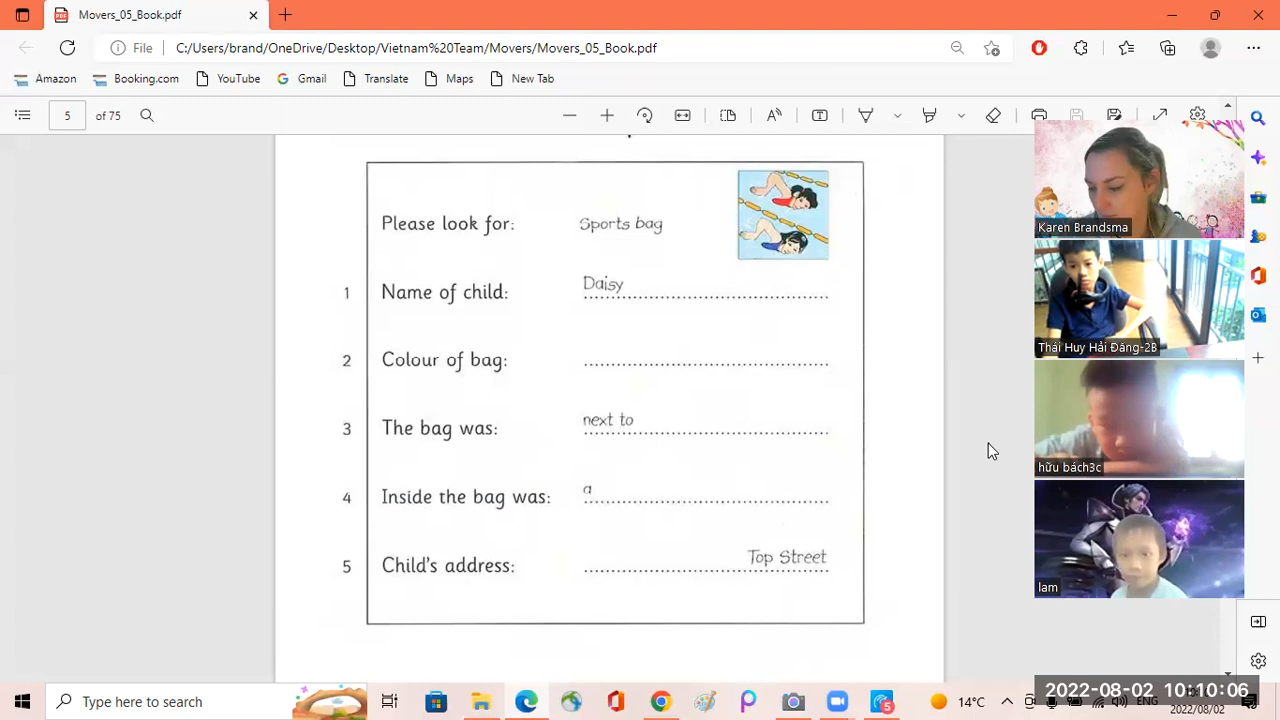 Movers_05_Book.pdf
File C:/Users/brand/OneDrive/Desktop/Vietnam%20Team/Movers/Movers_05_Book.pdf
Amazon Booking.com YouTube Gmail Translate Maps New Tab
5 of 75
Please look for: Sports bag
1 Name of child: Daisy
2 Colour of bag:
3 The bag was: next to
4 Inside the bag was: a
5 Child's address: Top Street
Karen Brandsma
Thái Huy Hải Đăng-2B
hữu bách3c
lam
Type here to search
5
14°C
ENG
2022-08-02 10:10:06
2022/08/02